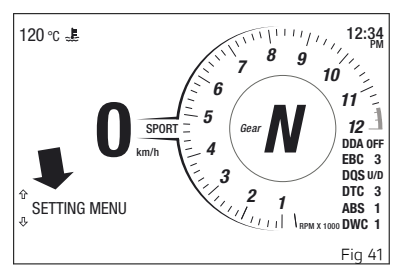 120 °C
12:34
PM
8
9
7
10
6
11
5
12
4
3
2
1
SPORT
0
km/h
Gear
N
RPM X 1000
DDA OFF
EBC 3
DQS U/D
DTC 3
ABS 1
DWC 1
SETTING MENU
Fig 41